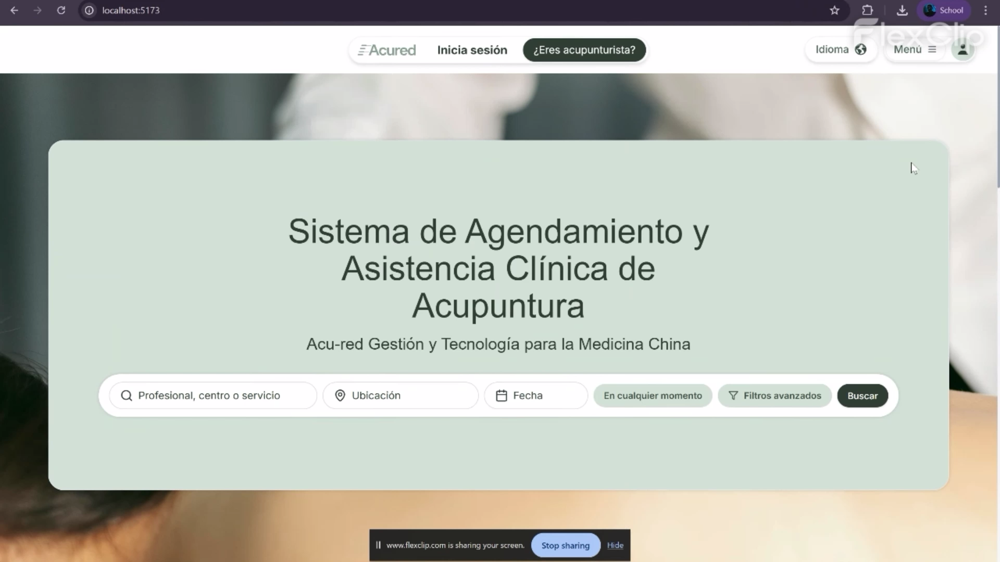 localhost:5173
School
FlexClip
Acured
Inicia sesión
¿Eres acupunturista?
Idioma
Menú
Sistema de Agendamiento y
Asistencia Clínica de
Acupuntura
Acu-red Gestión y Tecnología para la Medicina China
Profesional, centro o servicio
Ubicación
Fecha
En cualquier momento
Filtros avanzados
Buscar
www.flexclip.com is sharing your screen.
Stop sharing
Hide